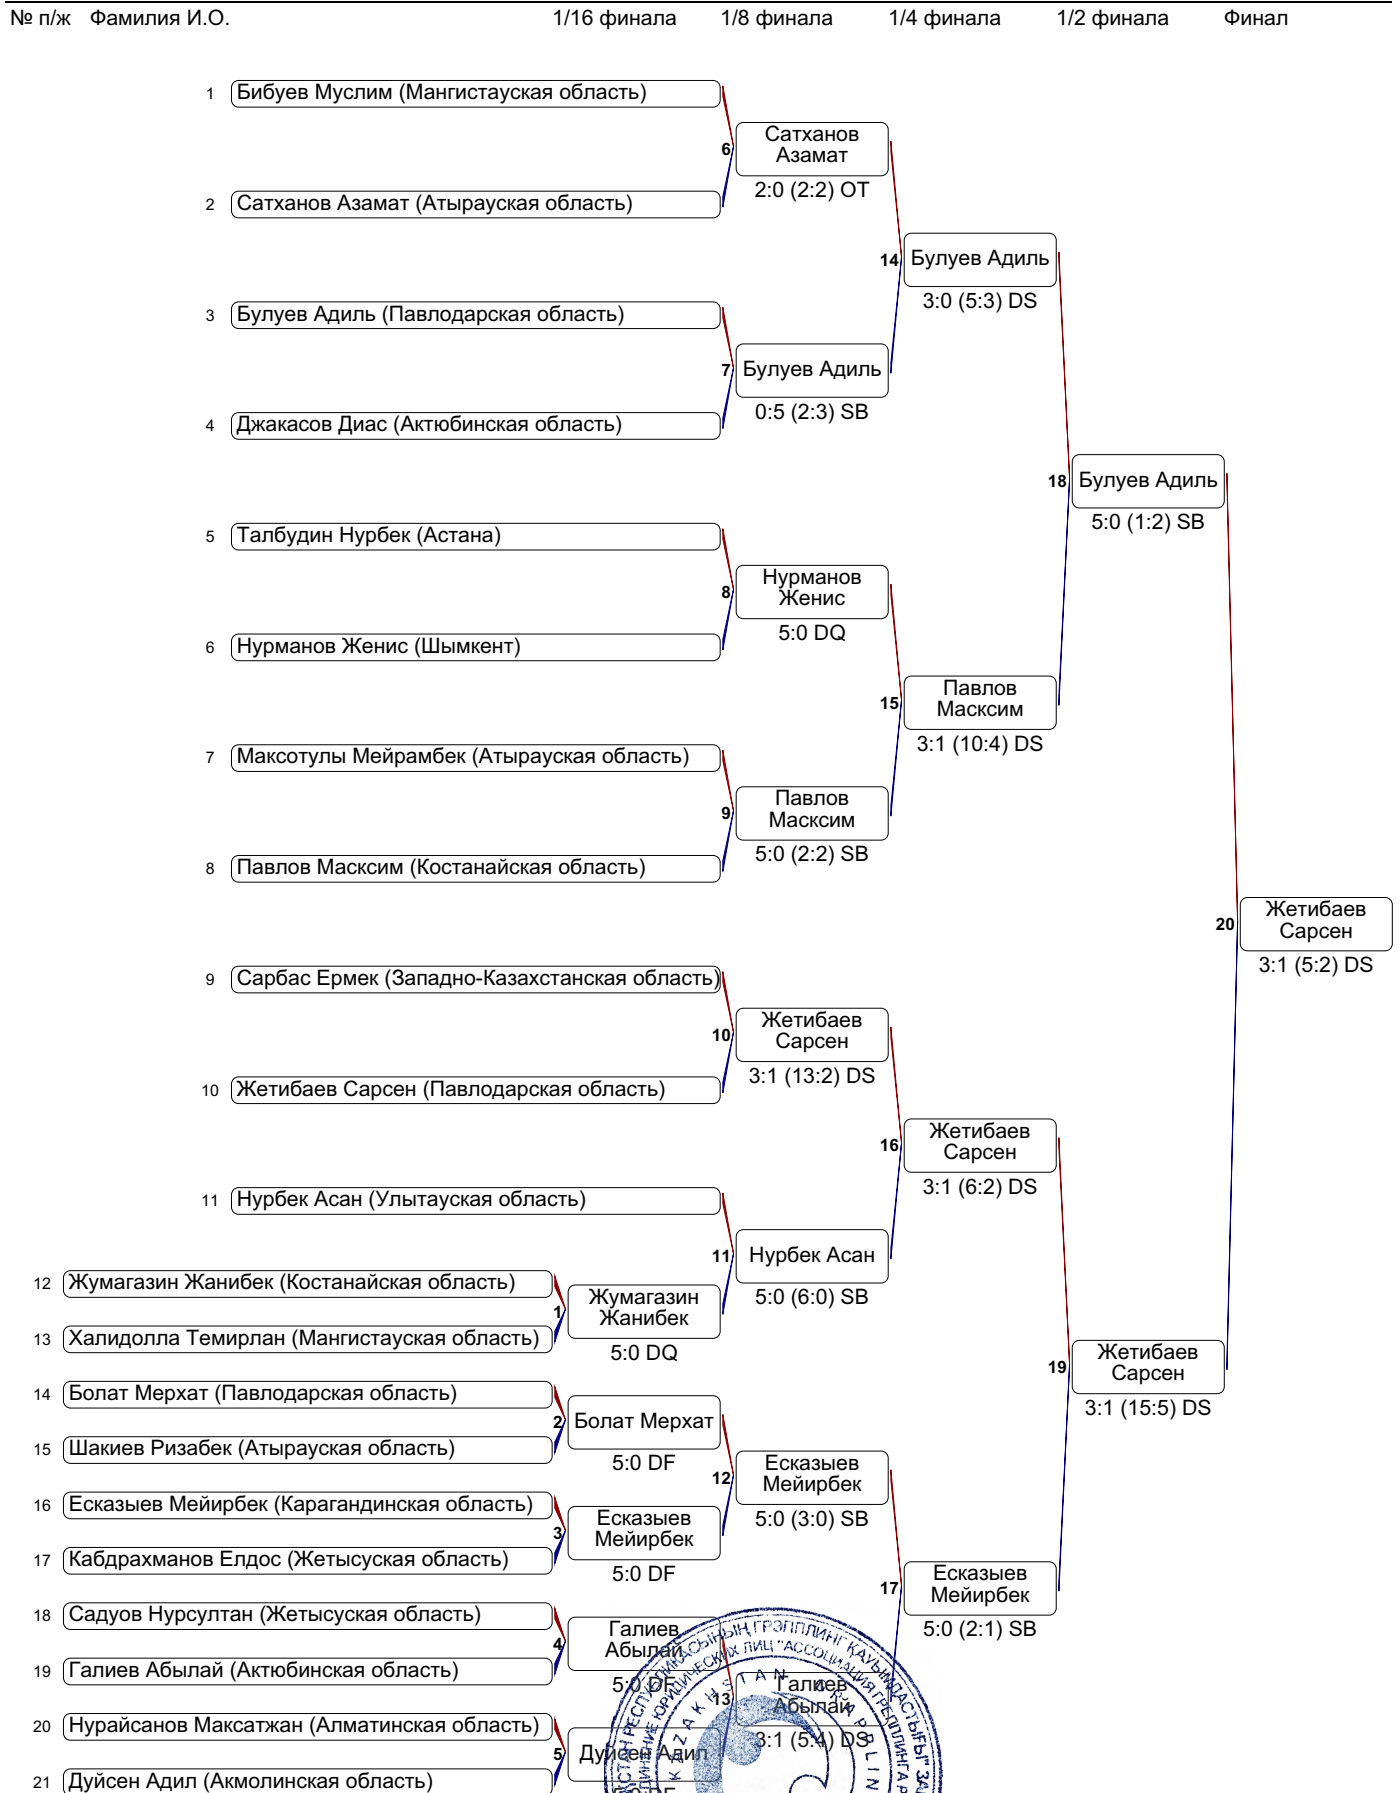 № п/ж Фамилия И.О. 1/16 финала 1/8 финала 1/4 финала 1/2 финала Финал
1 Бибуев Муслим (Мангистауская область)
6 Сатханов
Азамат
2:0 (2:2) OT
2 Сатханов Азамат (Атырауская область)
14 Булуев Адиль
3:0 (5:3) DS
3 Булуев Адиль (Павлодарская область)
7 Булуев Адиль
0:5 (2:3) SB
4 Джакасов Диас (Актюбинская область)
18 Булуев Адиль
5:0 (1:2) SB
5 Талбудин Нурбек (Астана)
8 Нурманов
Женис
5:0 DQ
6 Нурманов Женис (Шымкент)
15 Павлов
Масксим
3:1 (10:4) DS
7 Максотулы Мейрамбек (Атырауская область)
9 Павлов
Масксим
5:0 (2:2) SB
8 Павлов Масксим (Костанайская область)
20 Жетибаев
Сарсен
3:1 (5:2) DS
9 Сарбас Ермек (Западно-Казахстанская область)
10 Жетибаев
Сарсен
3:1 (13:2) DS
10 Жетибаев Сарсен (Павлодарская область)
16 Жетибаев
Сарсен
3:1 (6:2) DS
11 Нурбек Асан (Улытауская область)
11 Нурбек Асан
5:0 (6:0) SB
12 Жумагазин Жанибек (Костанайская область)
1 Жумагазин
Жанибек
5:0 DQ
13 Халидолла Темирлан (Мангистауская область)
19 Жетибаев
Сарсен
3:1 (15:5) DS
14 Болат Мерхат (Павлодарская область)
2 Болат Мерхат
5:0 DF
15 Шакиев Ризабек (Атырауская область)
12 Есказыев
Мейирбек
5:0 (3:0) SB
16 Есказыев Мейирбек (Карагандинская область)
3 Есказыев
Мейирбек
5:0 DF
17 Кабдрахманов Елдос (Жетысуская область)
17 Есказыев
Мейирбек
5:0 (2:1) SB
18 Садуов Нурсултан (Жетысуская область)
4 Галиев
Абылай
5:0 DF
19 Галиев Абылай (Актюбинская область)
13 Галиев
Абылай
3:1 (5:4) DS
20 Нурайсанов Максатжан (Алматинская область)
5 Дуйсен Адил
21 Дуйсен Адил (Акмолинская область)
ГРЭППЛИНГ
KAZAKHSTAN